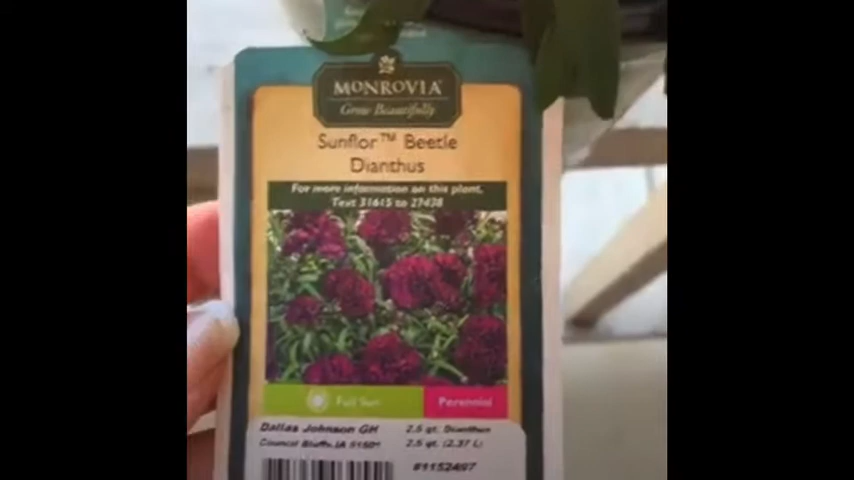 MONROVIA
Grow Beautifully
Sunflor™ Beetle
Dianthus
For more information on this plant,
Text 31615 to 27438
Full Sun
Perennial
Dallas Johnson GH
2.5 qt. Dianthus
Council Bluffs, IA 51501
2.5 qt. (2.37 L)
#1152497